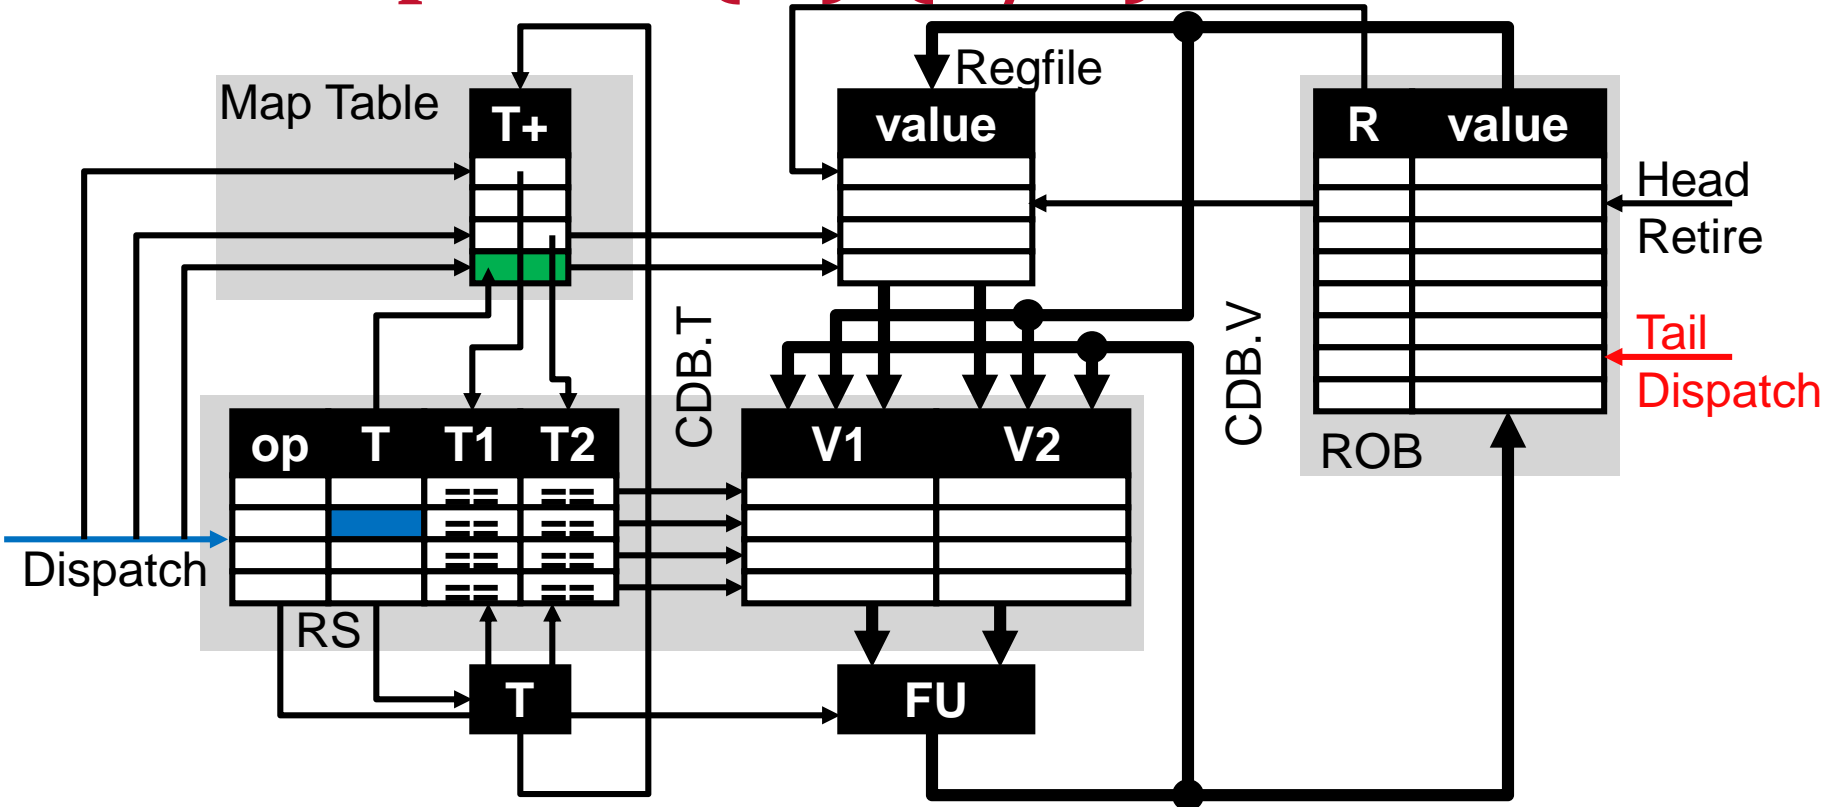 Regfile
Map Table
T+
value
R value
Head
Retire
CDB.T
CDB.V
Tail
Dispatch
op T T1 T2
V1 V2
ROB
== ==
== ==
== ==
== ==
Dispatch
RS
T
FU